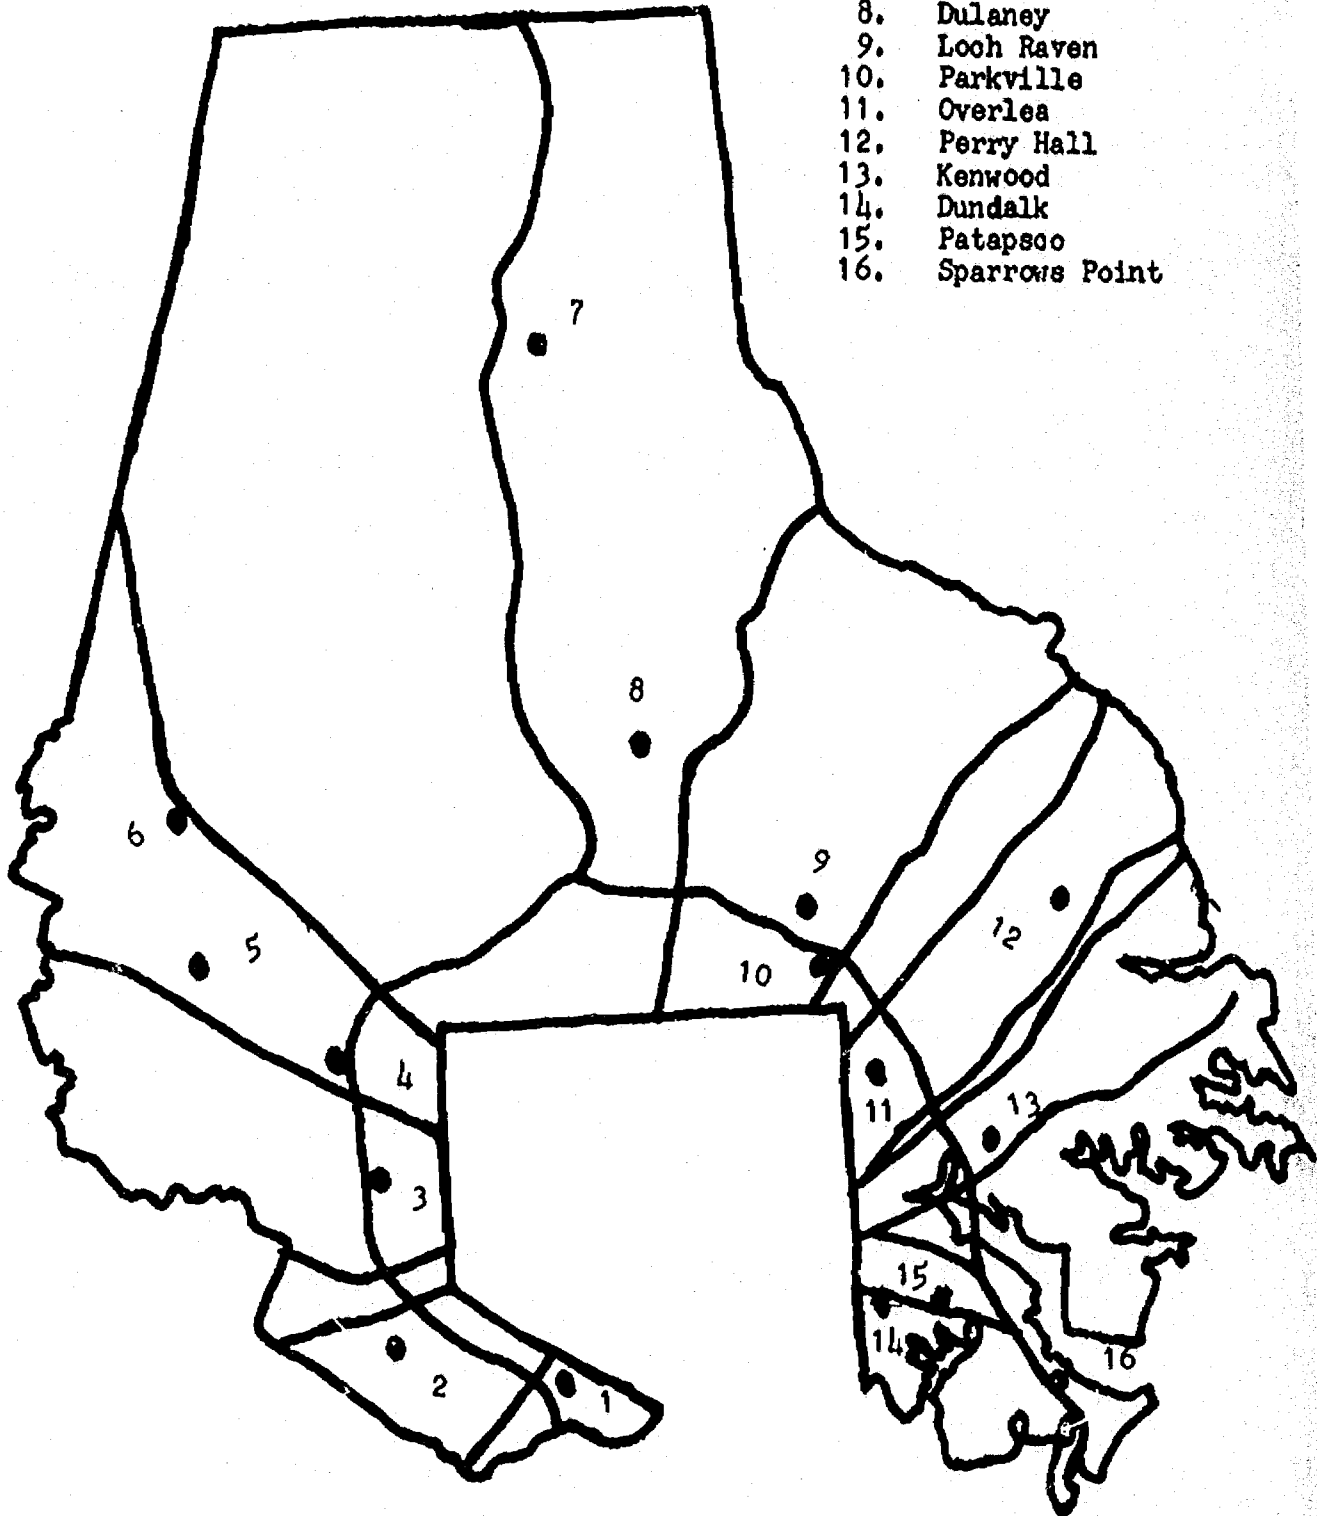 8. Dulaney
9. Loch Raven
10. Parkville
11. Overlea
12. Perry Hall
13. Kenwood
14. Dundalk
15. Patapsco
16. Sparrows Point
7
8
6
9
5
12
10
4
13
11
3
15
14
16
2
1